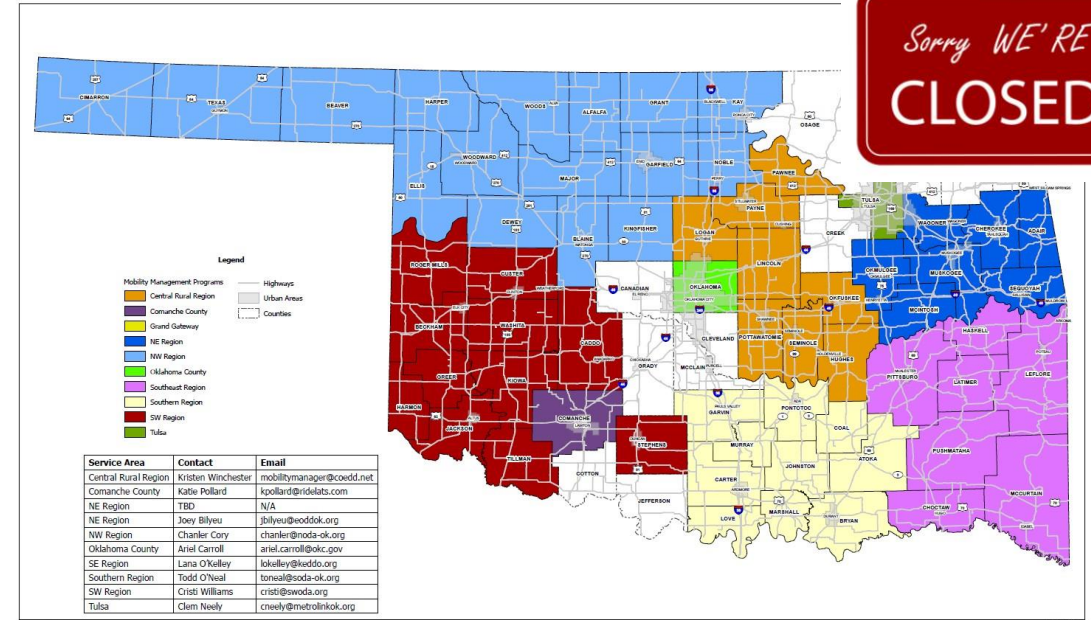 Sorry WE'RE
CLOSED
CIMARRON
TEXAS
BEAVER
HARPER
WOODS
ALFALFA
GRANT
KAY
OSAGE
WOODWARD
WOODWARD
MAJOR
GARFIELD
NOBLE
PAWNEE
ELLIS
DEWEY
BLAINE
KINGFISHER
LOGAN
PAYNE
CREEK
TULSA
WAGONER
CHEROKEE
ADAIR
ROGER MILLS
CUSTER
CANADIAN
OKLAHOMA
OKLAHOMA CITY
LINCOLN
OKFUSKEE
OKMULGEE
MUSKOGEE
MUSKOGEE
SEQUOYAH
MCINTOSH
BECKHAM
WASHITA
CADDO
GRADY
CLEVELAND
MCCLAIN
POTTAWATOMIE
SEMINOLE
HUGHES
HASKELL
PITTSBURG
LATIMER
LEFLORE
GREER
KIOWA
HARMON
JACKSON
TILLMAN
COMANCHE
LAWTON
STEPHENS
COTTON
JEFFERSON
GARVIN
PAULS VALLEY
PONTOTOC
COAL
MURRAY
JOHNSTON
ATOKA
PUSHMATAHA
CARTER
ARDMORE
LOVE
MARSHALL
BRYAN
CHOCTAW
MCCURTAIN
Legend
Mobility Management Programs
Central Rural Region
Comanche County
Grand Gateway
NE Region
NW Region
Oklahoma County
Southeast Region
Southern Region
SW Region
Tulsa
Highways
Urban Areas
Counties
Service Area Contact Email
Central Rural Region Kristen Winchester mobilitymanager@coedd.net
Comanche County Katie Pollard kpollard@ridelats.com
NE Region TBD N/A
NE Region Joey Bilyeu jbilyeu@eoddok.org
NW Region Chanler Cory chanler@noda-ok.org
Oklahoma County Ariel Carroll ariel.carroll@okc.gov
SE Region Lana O'Kelley lokelley@keddo.org
Southern Region Todd O'Neal toneal@soda-ok.org
SW Region Cristi Williams cristi@swoda.org
Tulsa Clem Neely cneely@metrolinkok.org